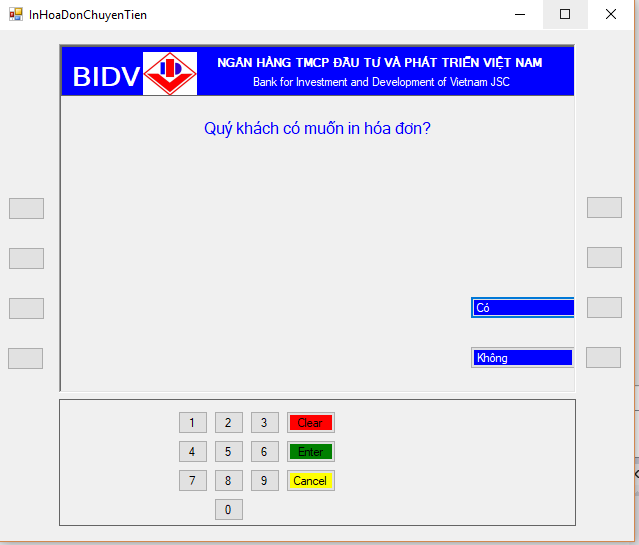 InHoaDonChuyenTien
BIDV
NGÂN HÀNG TMCP ĐẦU TƯ VÀ PHÁT TRIỂN VIỆT NAM
Bank for Investment and Development of Vietnam JSC
Quý khách có muốn in hóa đơn?
Có
Không
1 2 3 Clear
4 5 6 Enter
7 8 9 Cancel
0